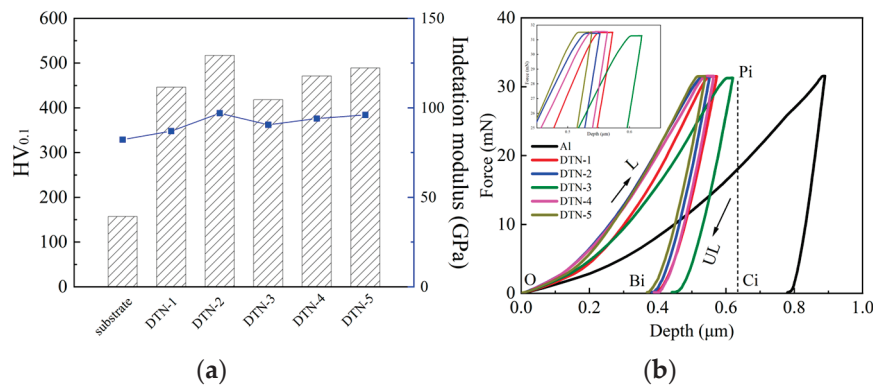 600
500
400
300
200
100
0
HV0.1
150
100
50
0
Indetation modulus (GPa)
substrate
DTN-1
DTN-2
DTN-3
DTN-4
DTN-5
(a)
40
30
20
10
0
Force (mN)
Depth (μm)
Pi
Al
DTN-1
DTN-2
DTN-3
DTN-4
DTN-5
L
UL
O
Bi
Ci
0.0
0.2
0.4
0.6
0.8
1.0
Depth (μm)
(b)